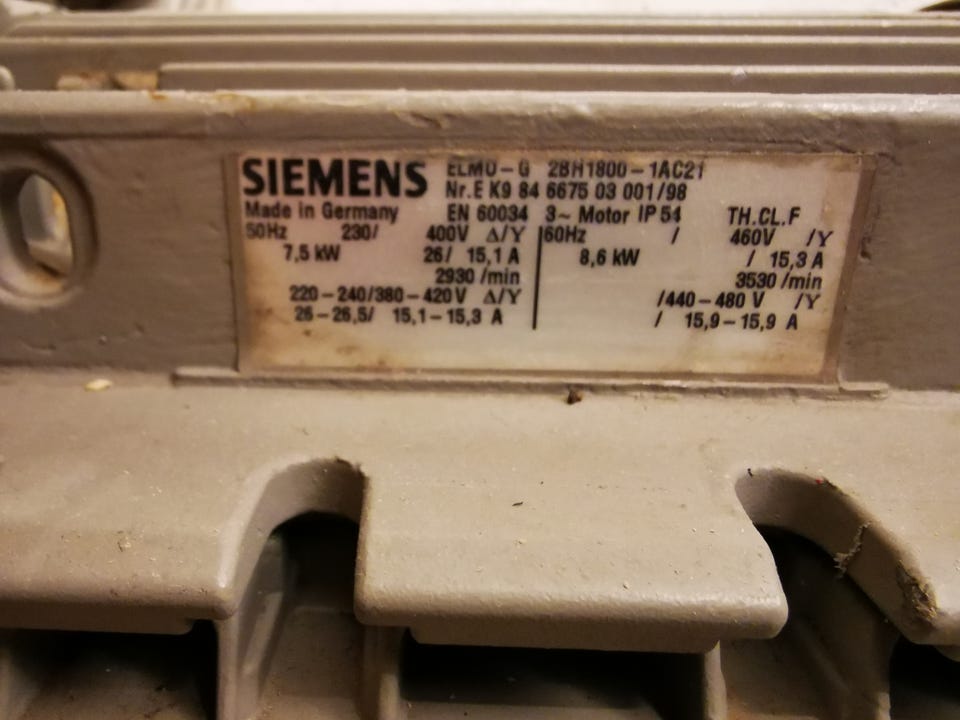 SIEMENS ELMO-G 2BH1800-1AC21
Nr.E K9 84 6675 03 001/98
Made in Germany EN 60034 3~ Motor IP 54 TH.CL.F
50Hz 230/ 400V Δ/Y 60Hz / 460V /Y
7,5 kW 26/ 15,1 A 8,6 kW / 15,3 A
2930 /min 3530 /min
220-240/380-420V Δ/Y /440-480 V /Y
26-26,5/ 15,1-15,3 A / 15,9-15,9 A